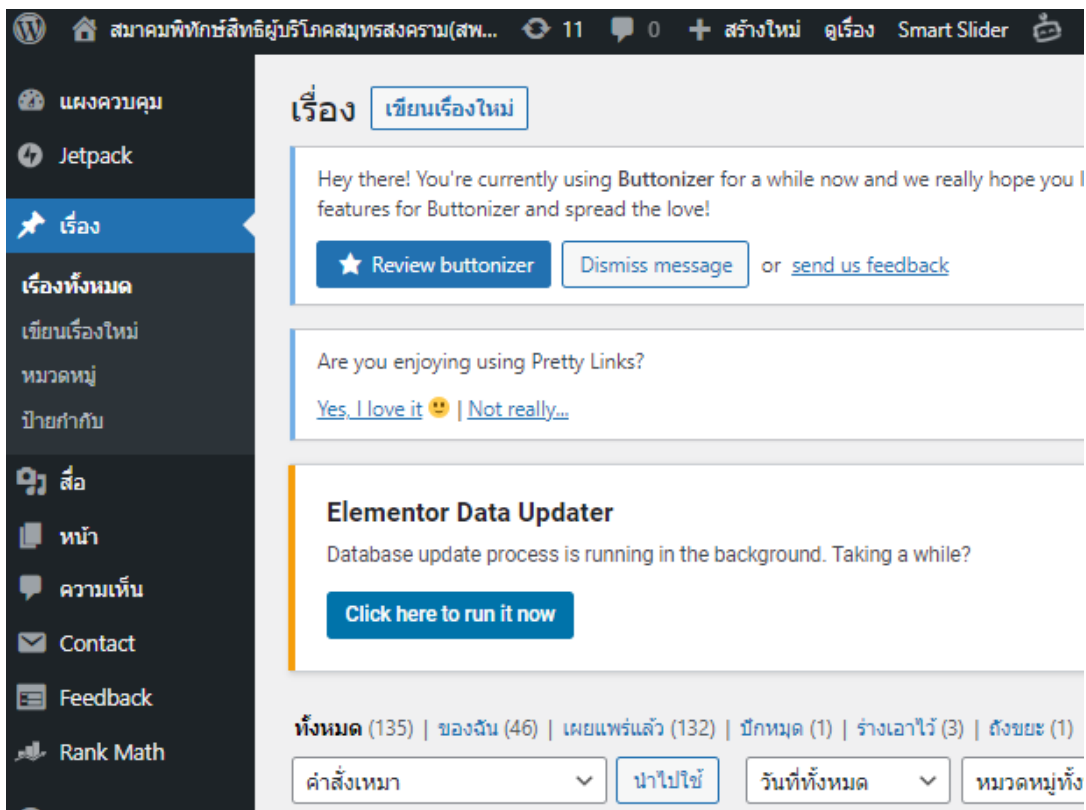 สมาคมพิทักษ์สิทธิผู้บริโภคสมุทรสงคราม(สพ... 11 0 + สร้างใหม่ ดูเรื่อง Smart Slider
แผงควบคุม
Jetpack
เรื่อง
เรื่องทั้งหมด
เขียนเรื่องใหม่
หมวดหมู่
ป้ายกำกับ
สื่อ
หน้า
ความเห็น
Contact
Feedback
Rank Math
เรื่อง เขียนเรื่องใหม่
Hey there! You're currently using Buttonizer for a while now and we really hope you
features for Buttonizer and spread the love!
Review buttonizer Dismiss message or send us feedback
Are you enjoying using Pretty Links?
Yes, I love it 🙂 | Not really...
Elementor Data Updater
Database update process is running in the background. Taking a while?
Click here to run it now
ทั้งหมด (135) | ของฉัน (46) | เผยแพร่แล้ว (132) | ปักหมุด (1) | ร่างเอาไว้ (3) | ถังขยะ (1)
คำสั่งเหมา นำไปใช้ วันที่ทั้งหมด หมวดหมู่ทั้ง